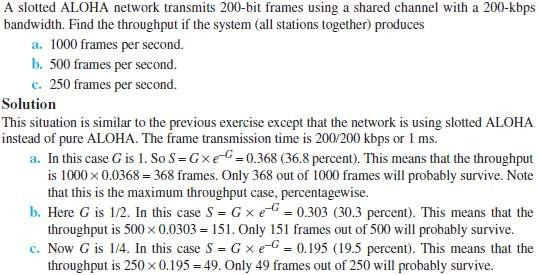 A slotted ALOHA network transmits 200-bit frames using a shared channel with a 200-kbps
bandwidth. Find the throughput if the system (all stations together) produces
a. 1000 frames per second.
b. 500 frames per second.
c. 250 frames per second.
Solution
This situation is similar to the previous exercise except that the network is using slotted ALOHA
instead of pure ALOHA. The frame transmission time is 200/200 kbps or 1 ms.
a. In this case G is 1. So S = G × e⁻ᴳ = 0.368 (36.8 percent). This means that the throughput
is 1000 × 0.0368 = 368 frames. Only 368 out of 1000 frames will probably survive. Note
that this is the maximum throughput case, percentagewise.
b. Here G is 1/2. In this case S = G × e⁻ᴳ = 0.303 (30.3 percent). This means that the
throughput is 500 × 0.0303 = 151. Only 151 frames out of 500 will probably survive.
c. Now G is 1/4. In this case S = G × e⁻ᴳ = 0.195 (19.5 percent). This means that the
throughput is 250 × 0.195 = 49. Only 49 frames out of 250 will probably survive.